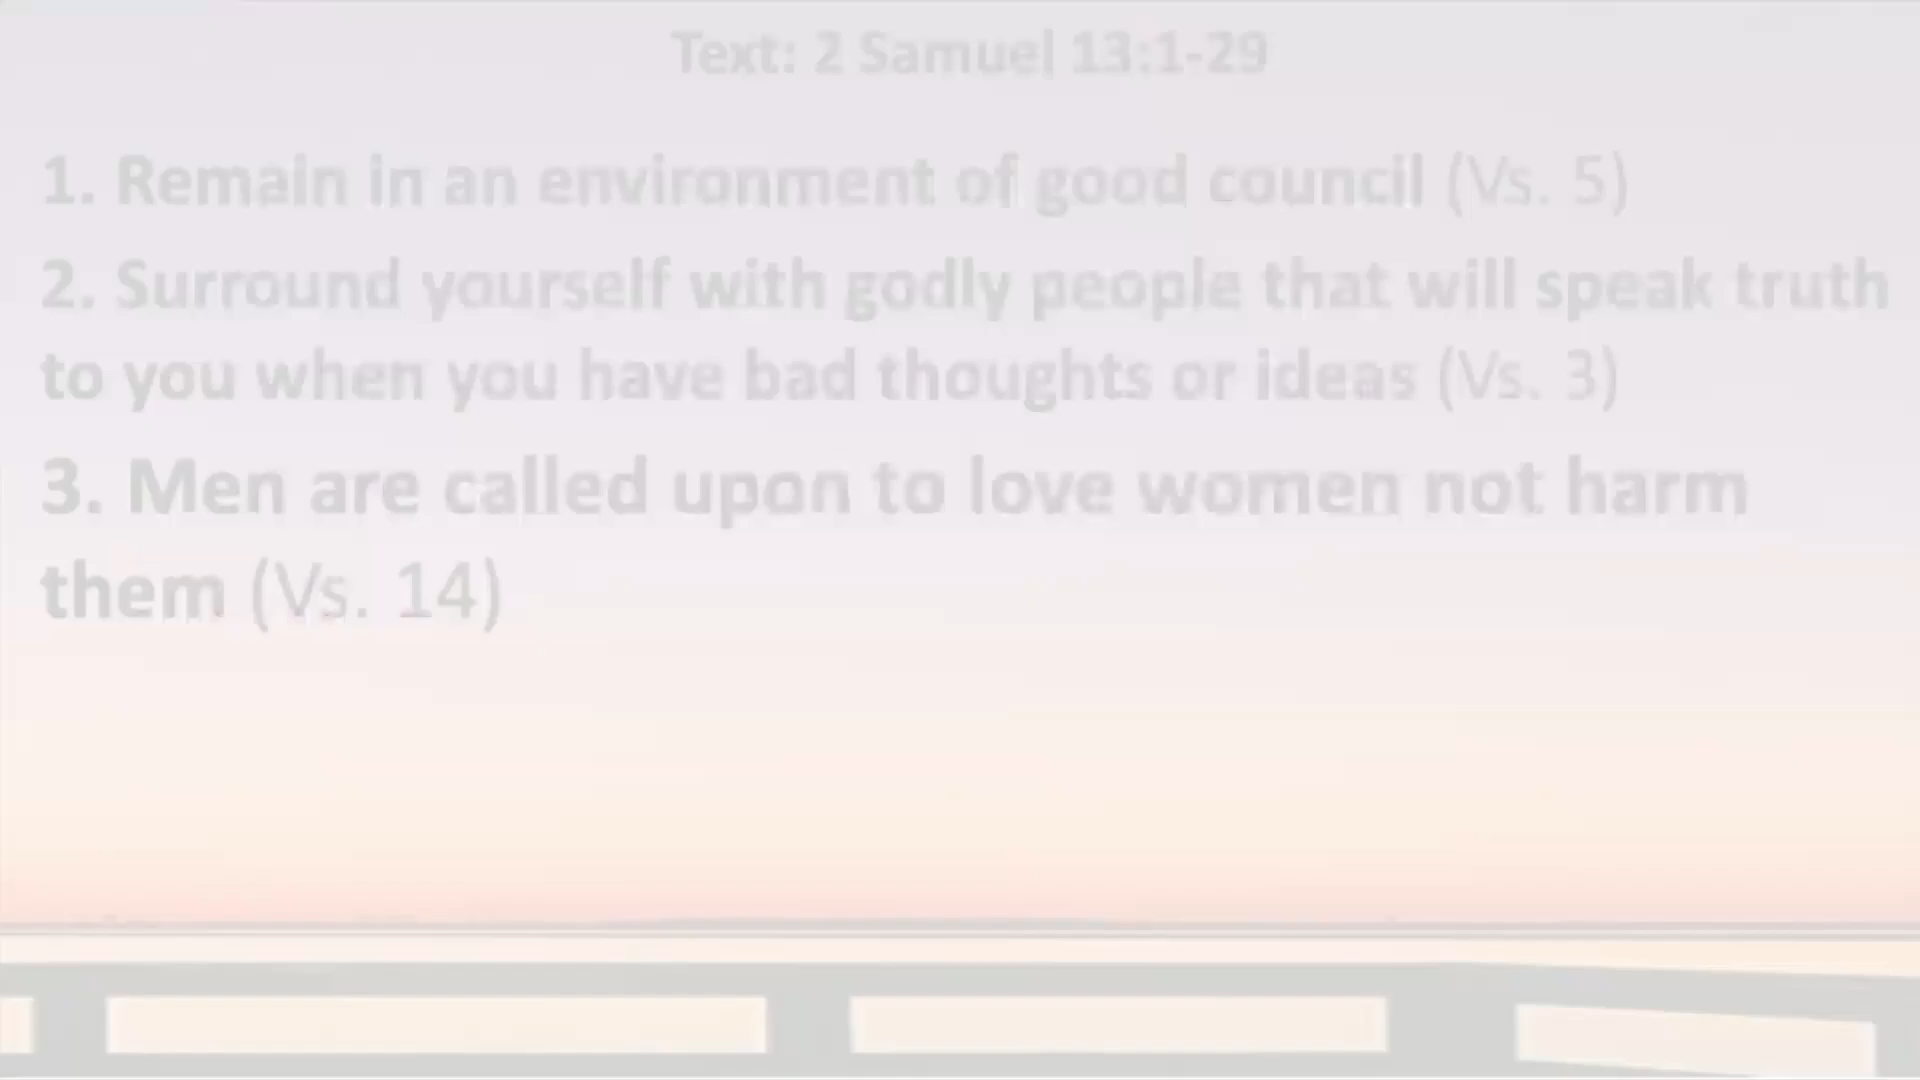 Text: 2 Samuel 13:1-29
1. Remain in an environment of good council (Vs. 5)
2. Surround yourself with godly people that will speak truth
to you when you have bad thoughts or ideas (Vs. 3)
3. Men are called upon to love women not harm
them (Vs. 14)